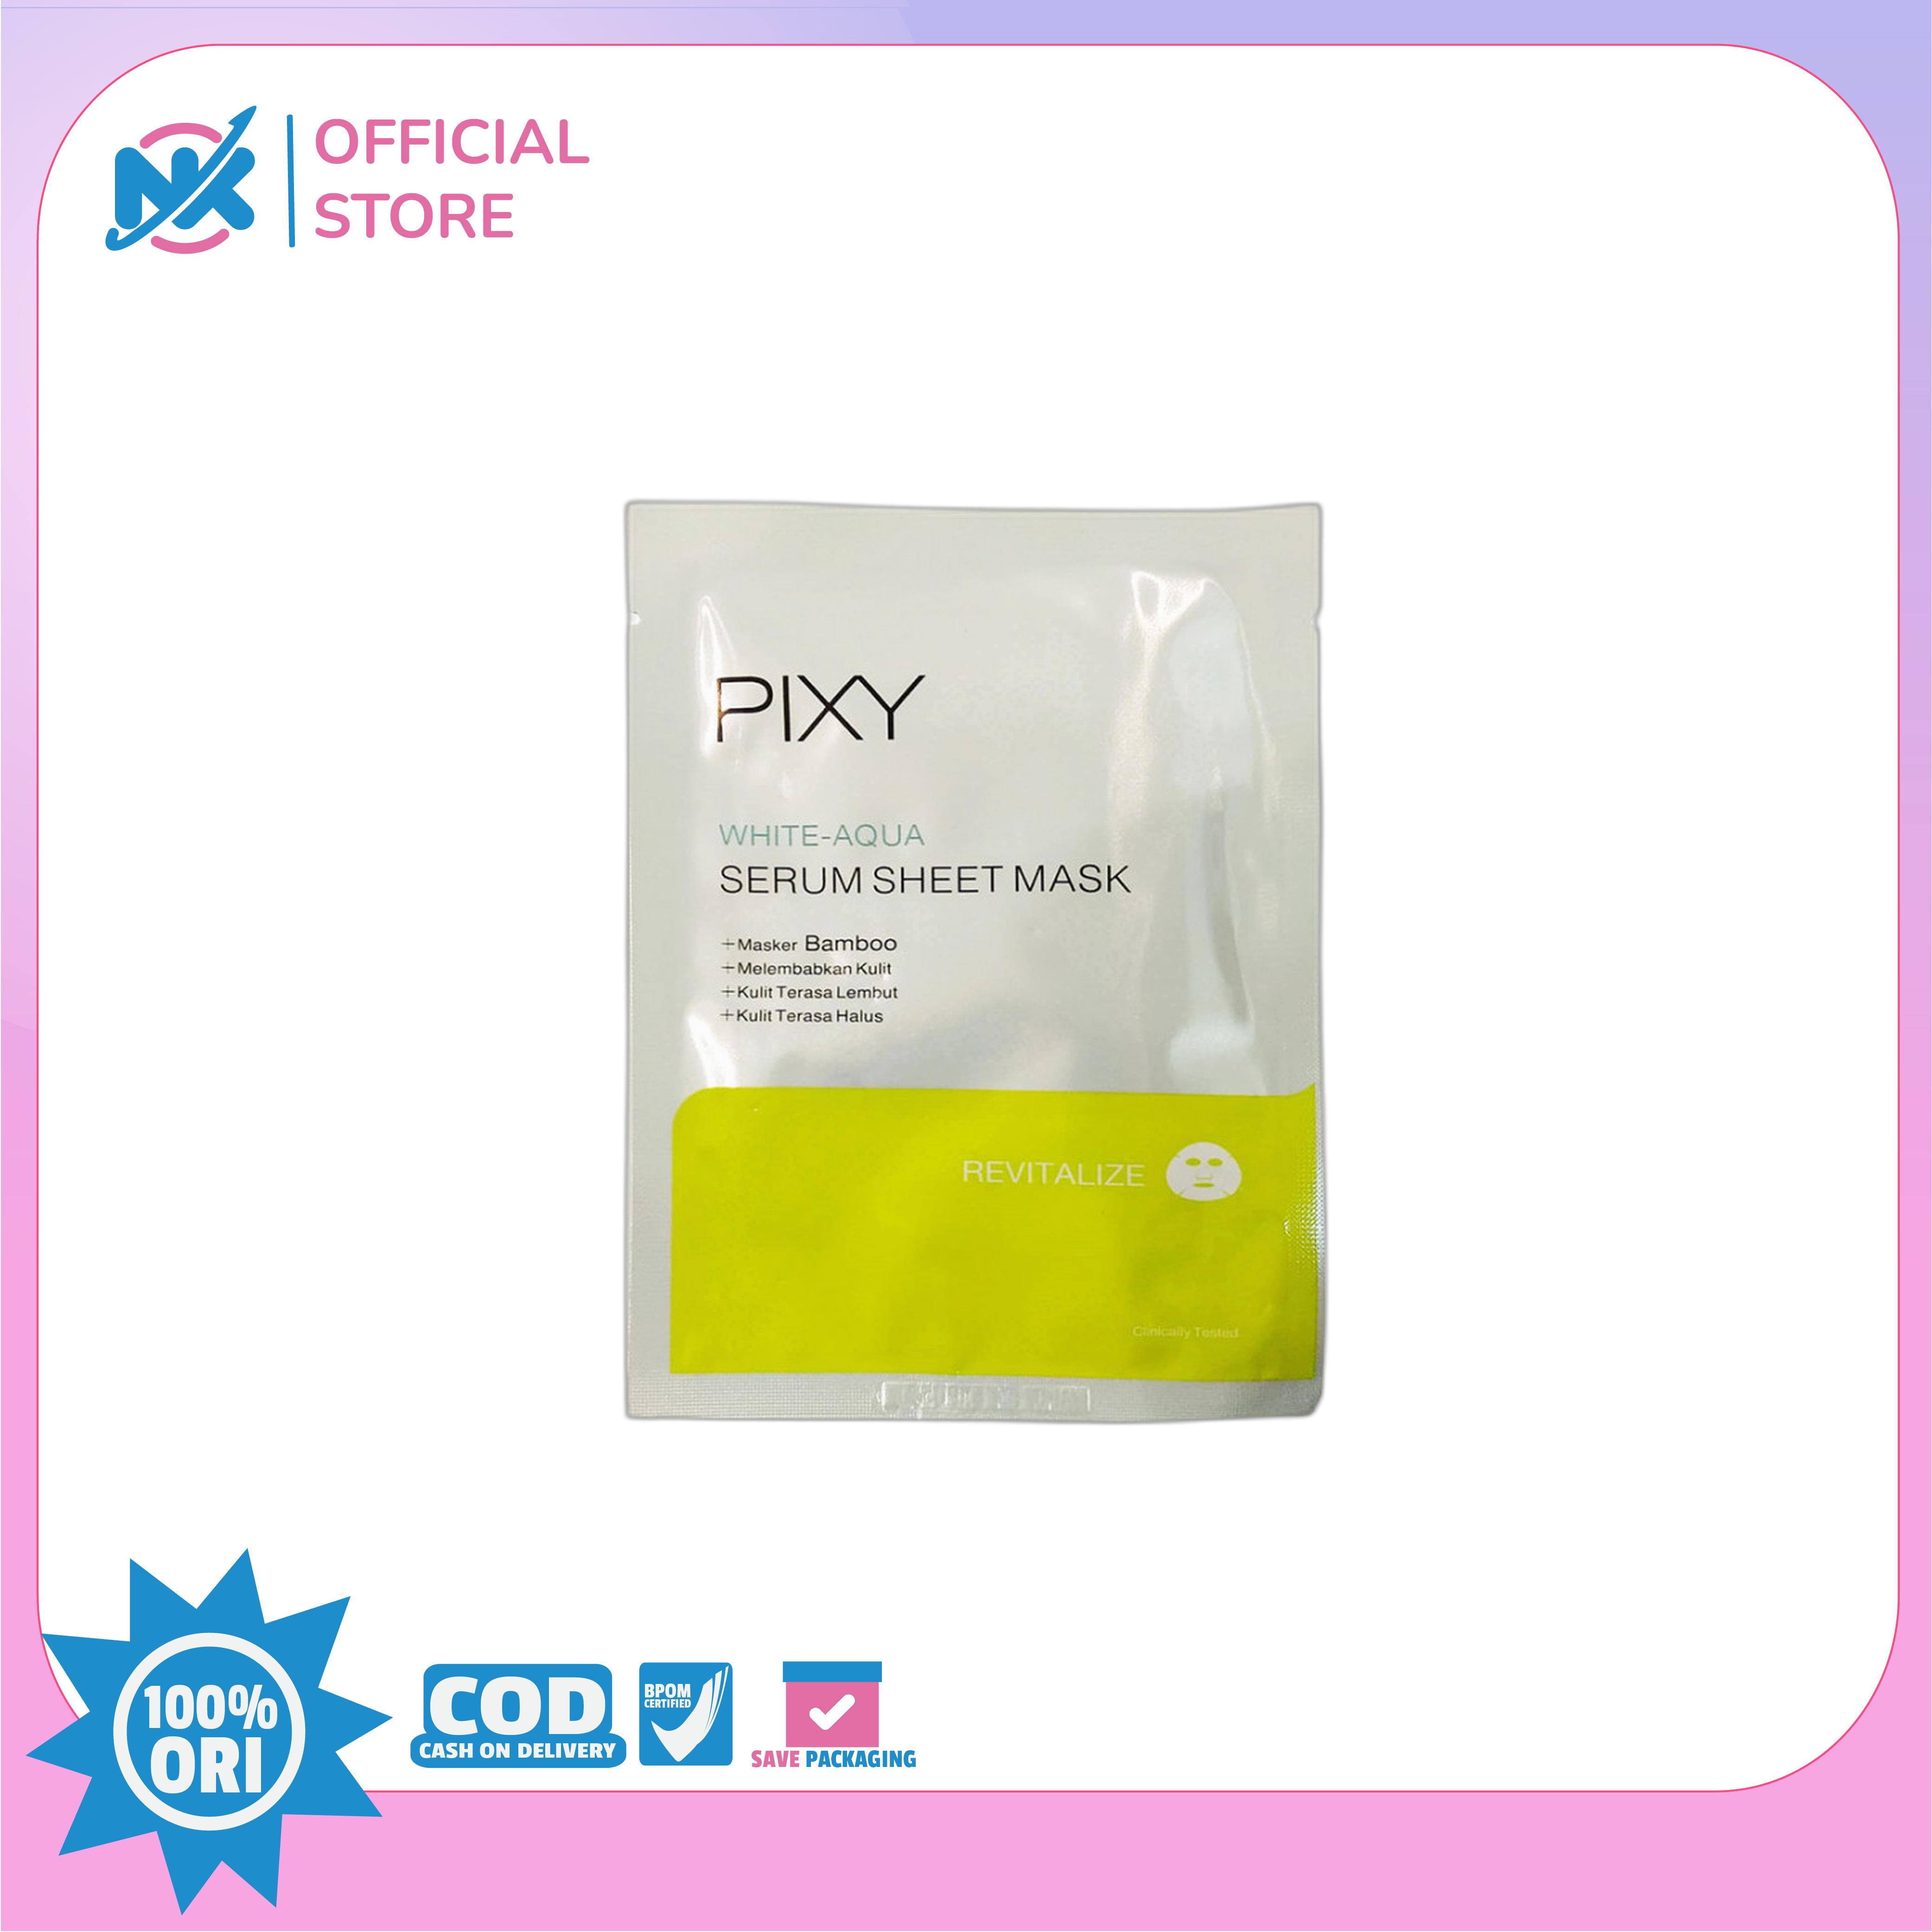 NK
OFFICIAL
STORE
PIXY
WHITE-AQUA
SERUM SHEET MASK
+Masker Bamboo
+Melembabkan Kulit
+Kulit Terasa Lembut
+Kulit Terasa Halus
REVITALIZE
Clinically Tested
100%
ORI
COD
CASH ON DELIVERY
BPOM
CERTIFIED
SAVE PACKAGING